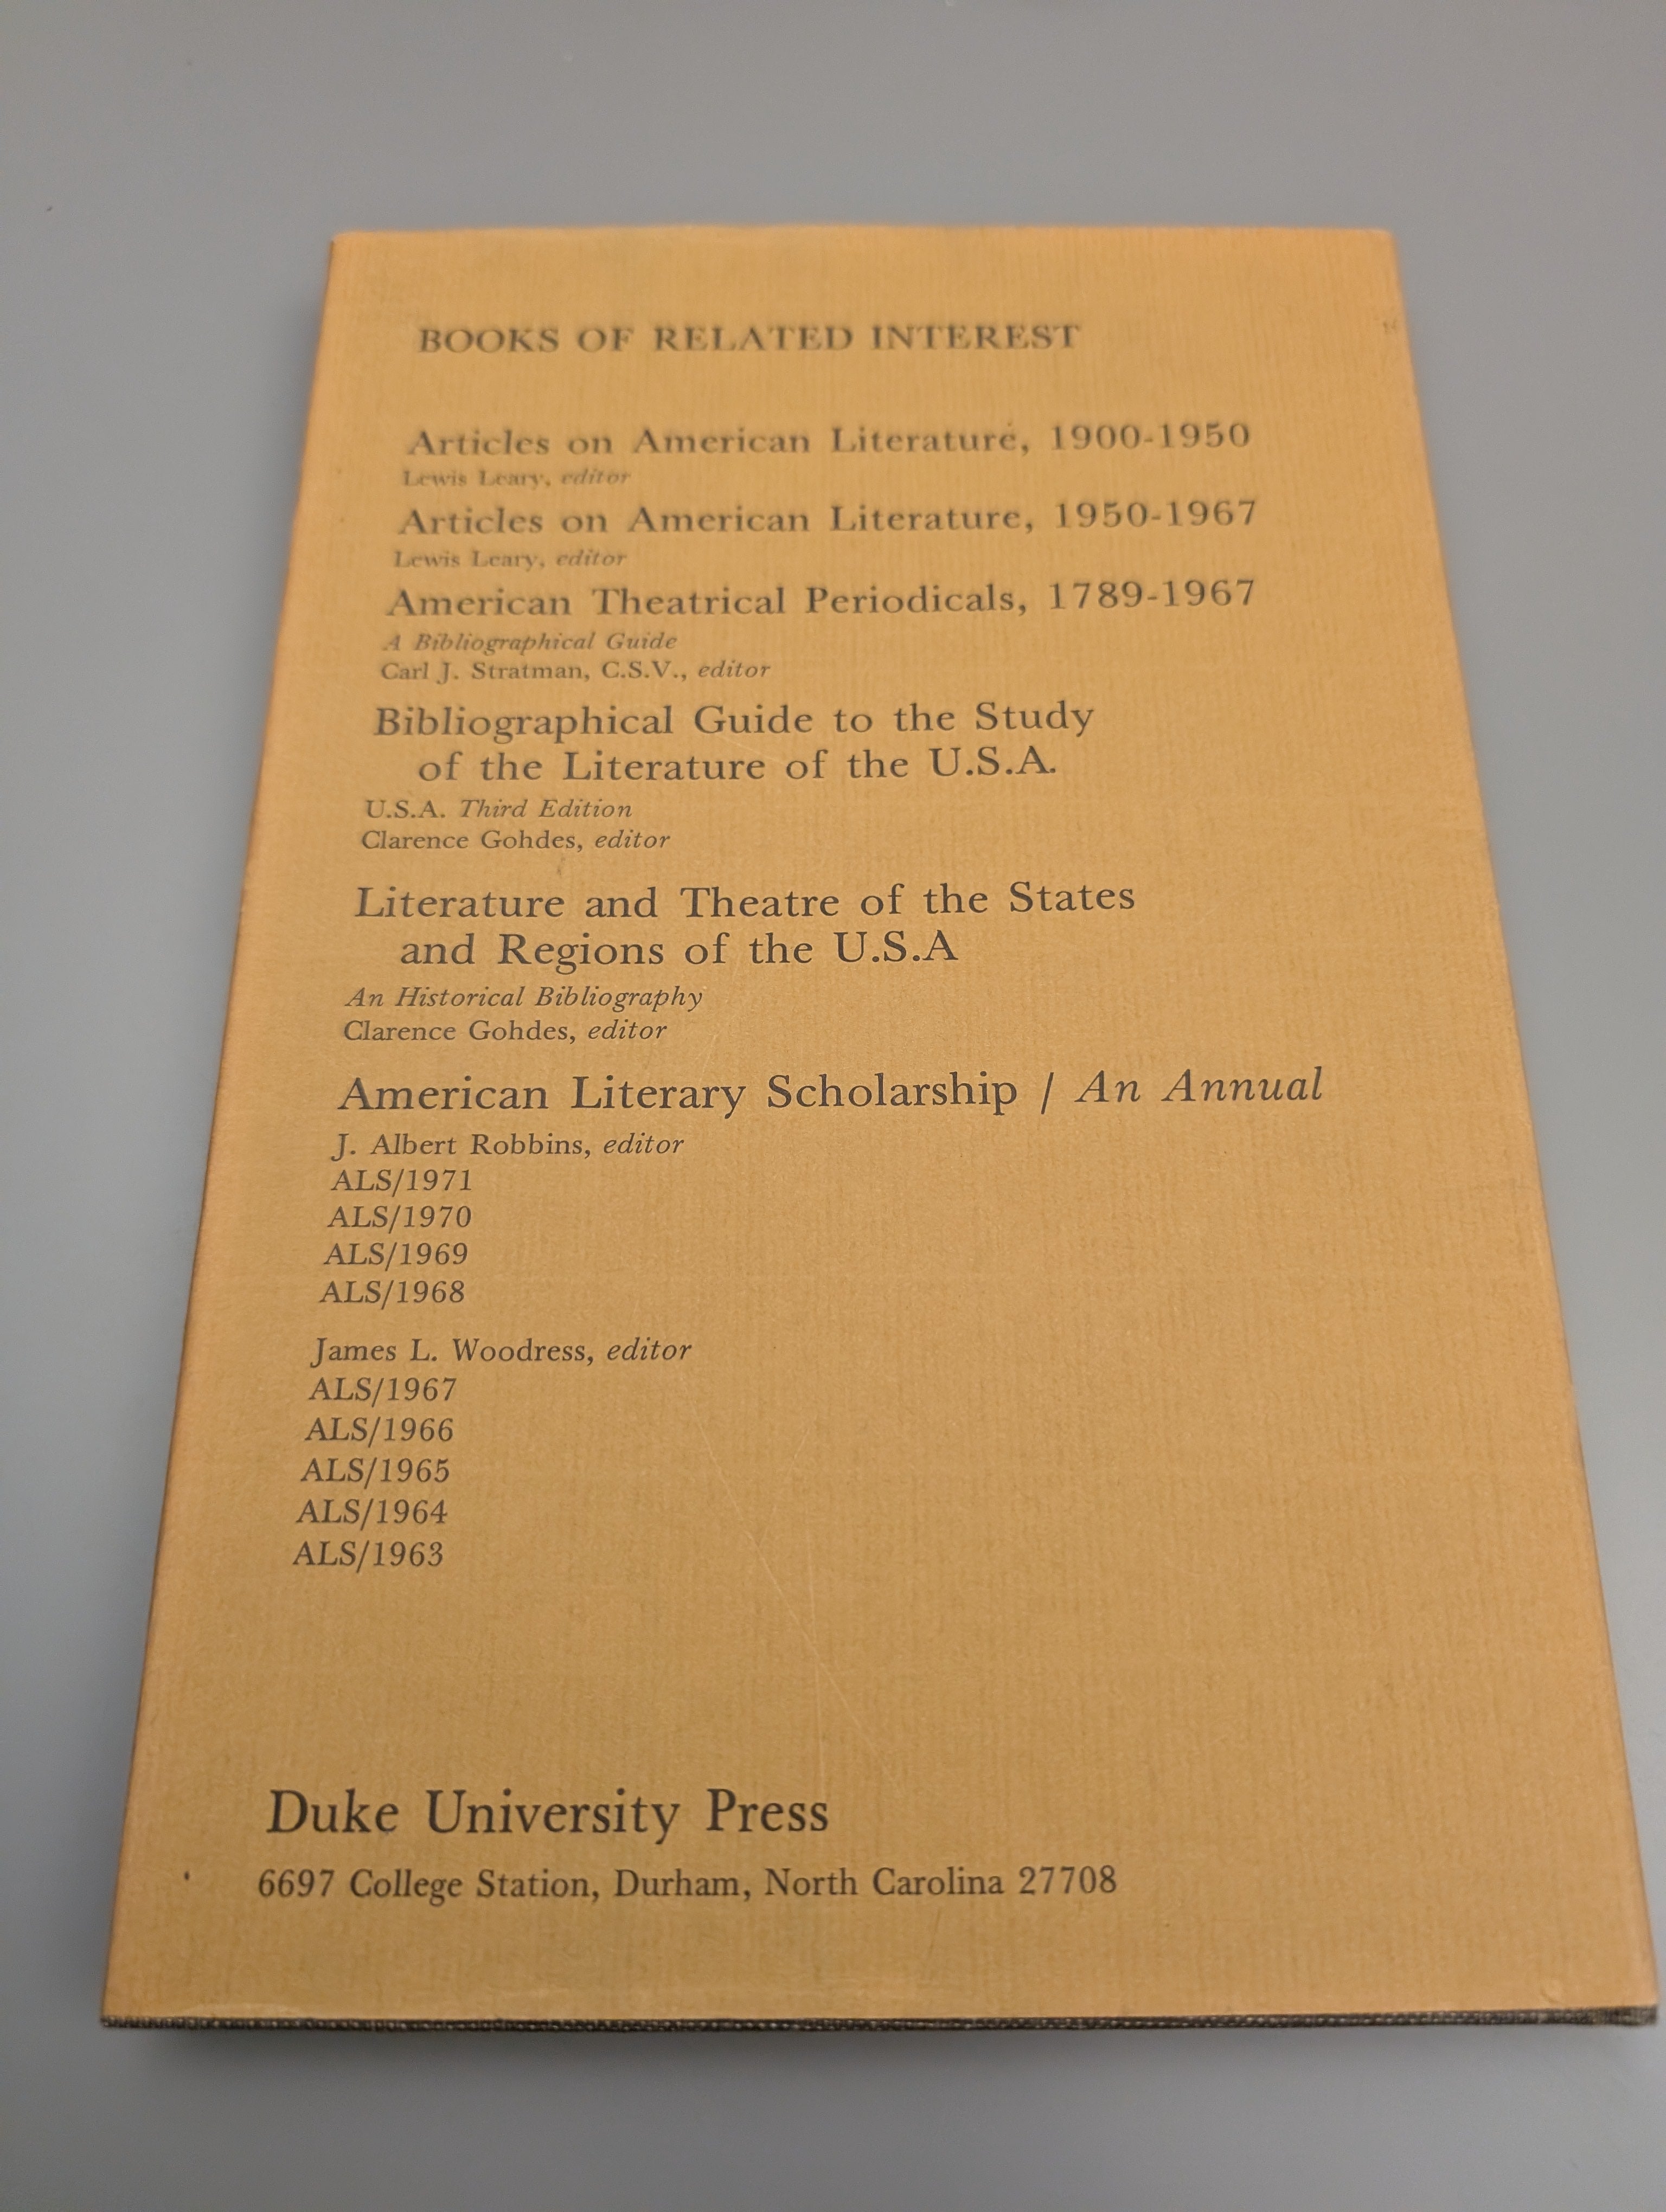 BOOKS OF RELATED INTEREST
Articles on American Literature, 1900-1950
Lewis Leary, editor
Articles on American Literature, 1950-1967
Lewis Leary, editor
American Theatrical Periodicals, 1789-1967
A Bibliographical Guide
Carl J. Stratman, C.S.V., editor
Bibliographical Guide to the Study
of the Literature of the U.S.A.
U.S.A. Third Edition
Clarence Gohdes, editor
Literature and Theatre of the States
and Regions of the U.S.A
An Historical Bibliography
Clarence Gohdes, editor
American Literary Scholarship / An Annual
J. Albert Robbins, editor
ALS/1971
ALS/1970
ALS/1969
ALS/1968
James L. Woodress, editor
ALS/1967
ALS/1966
ALS/1965
ALS/1964
ALS/1963
Duke University Press
6697 College Station, Durham, North Carolina 27708